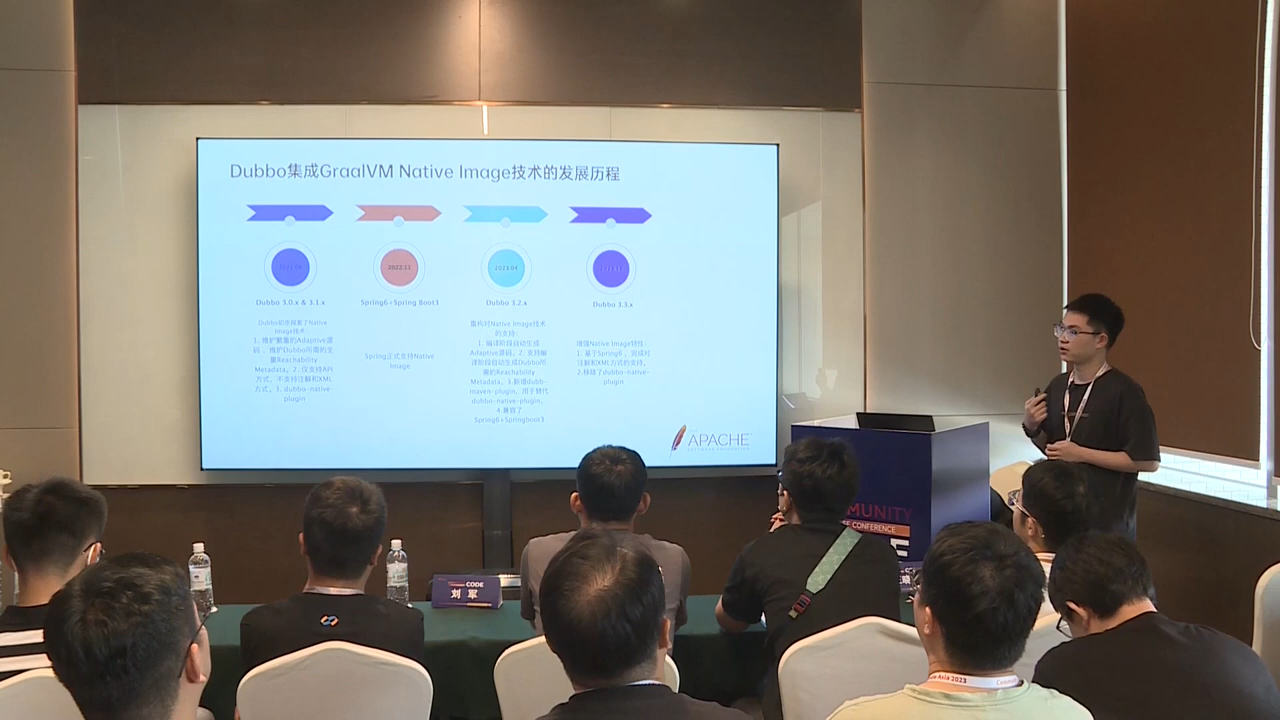 Dubbo集成GraalVM Native Image技术的发展历程
2022.11
2023.04
Dubbo 3.0.x & 3.1.x
Spring6+Spring Boot3
Dubbo 3.2.x
Dubbo 3.3.x
Dubbo初步探索了Native
Image技术:
1. 维护繁重的Adaptive源
码，维护Dubbo所需的全
量Reachability
Metadata。2. 仅支持API
方式，不支持注解和XML
方式。3. dubbo-native-
plugin
Spring正式支持Native
Image
重构对Native Image技术
的支持:
1. 编译阶段自动生成
Adaptive源码。2. 支持编
译阶段自动生成Dubbo所
需的Reachability
Metadata。3.新增dubb-
maven-plugin，用于替代
dubbo-native-plugin。
4.兼容了
Spring6+Springboot3
增强Native Image特性:
1. 基于Spring6，完成对
注解和XML方式的支持。
2.移除了dubbo-native-
plugin
APACHE
SOFTWARE FOUNDATION
MUNITY
CONFERENCE
CODE
刘 军
Asia 2023
Commun